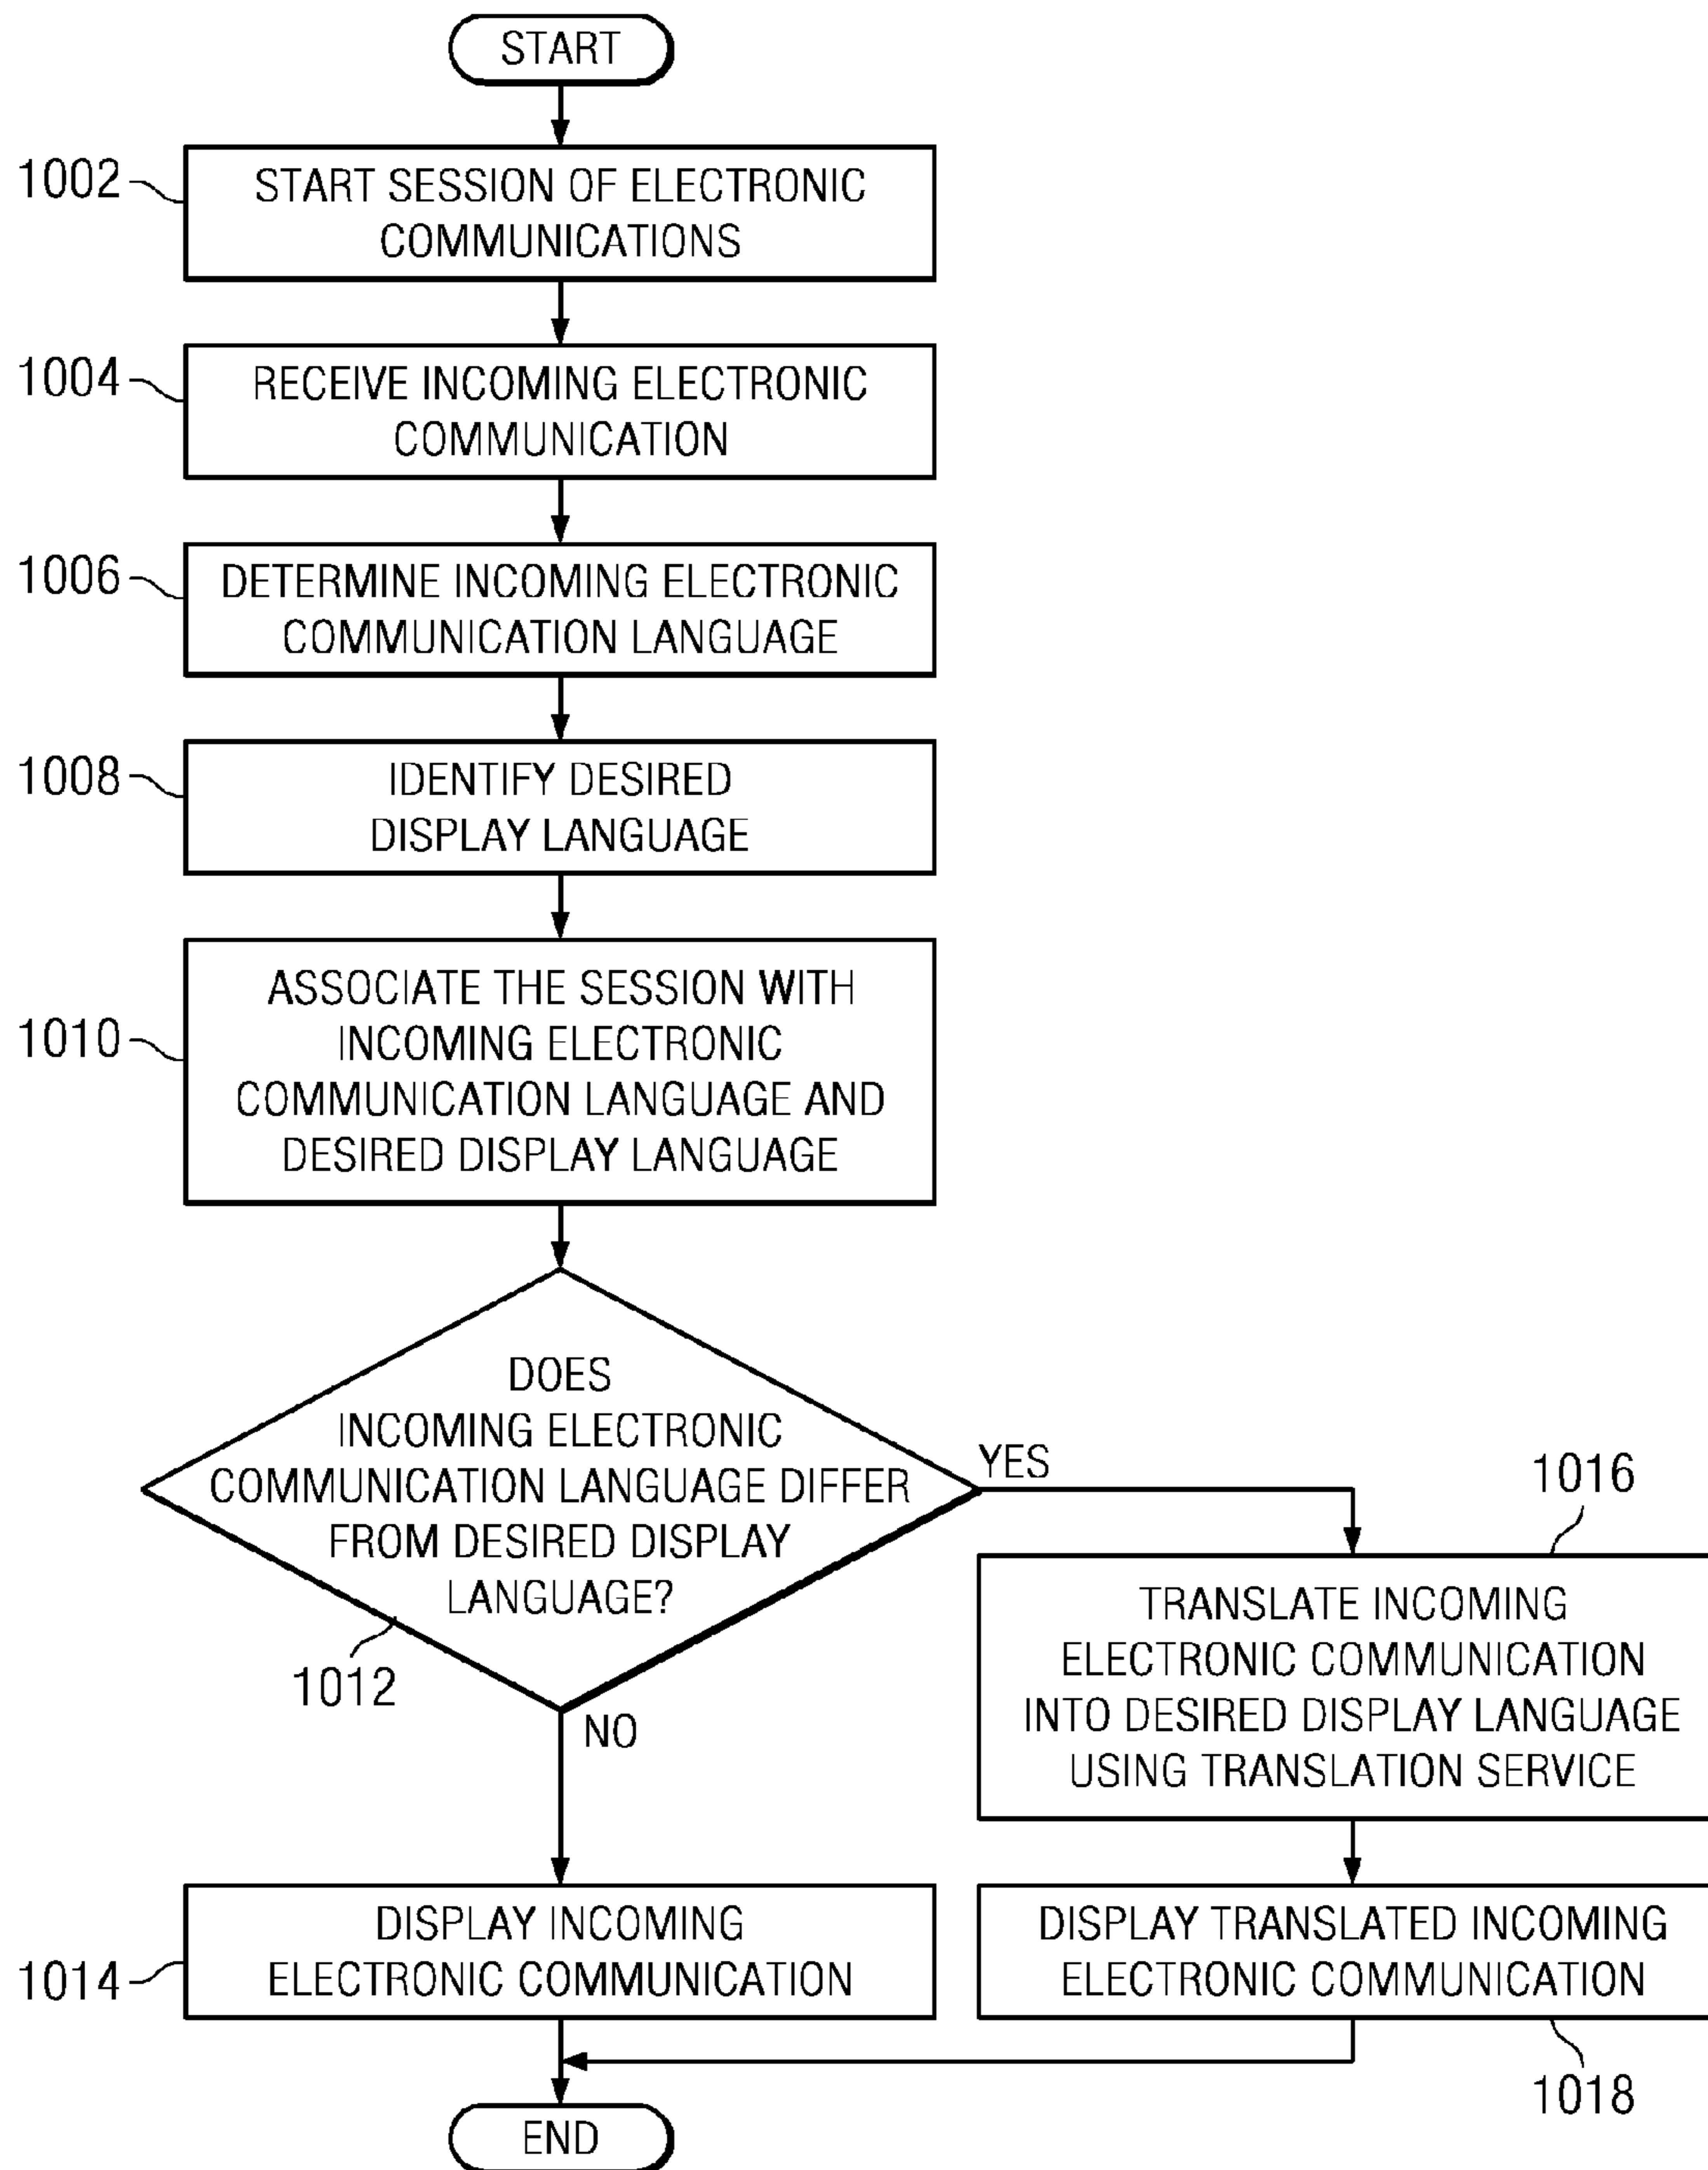 START
1002
START SESSION OF ELECTRONIC
COMMUNICATIONS
1004
RECEIVE INCOMING ELECTRONIC
COMMUNICATION
1006
DETERMINE INCOMING ELECTRONIC
COMMUNICATION LANGUAGE
1008
IDENTIFY DESIRED
DISPLAY LANGUAGE
1010
ASSOCIATE THE SESSION WITH
INCOMING ELECTRONIC
COMMUNICATION LANGUAGE AND
DESIRED DISPLAY LANGUAGE
DOES
INCOMING ELECTRONIC
COMMUNICATION LANGUAGE DIFFER
FROM DESIRED DISPLAY
LANGUAGE?
1012
YES
NO
1016
TRANSLATE INCOMING
ELECTRONIC COMMUNICATION
INTO DESIRED DISPLAY LANGUAGE
USING TRANSLATION SERVICE
1014
DISPLAY INCOMING
ELECTRONIC COMMUNICATION
DISPLAY TRANSLATED INCOMING
ELECTRONIC COMMUNICATION
1018
END